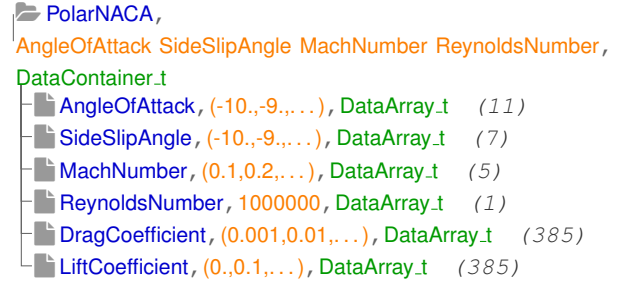 PolarNACA,
AngleOfAttack SideSlipAngle MachNumber ReynoldsNumber,
DataContainer_t
AngleOfAttack, (-10.,-9.,...), DataArray_t (11)
SideSlipAngle, (-10.,-9.,...), DataArray_t (7)
MachNumber, (0.1,0.2,...), DataArray_t (5)
ReynoldsNumber, 1000000, DataArray_t (1)
DragCoefficient, (0.001,0.01,...), DataArray_t (385)
LiftCoefficient, (0.,0.1,...), DataArray_t (385)